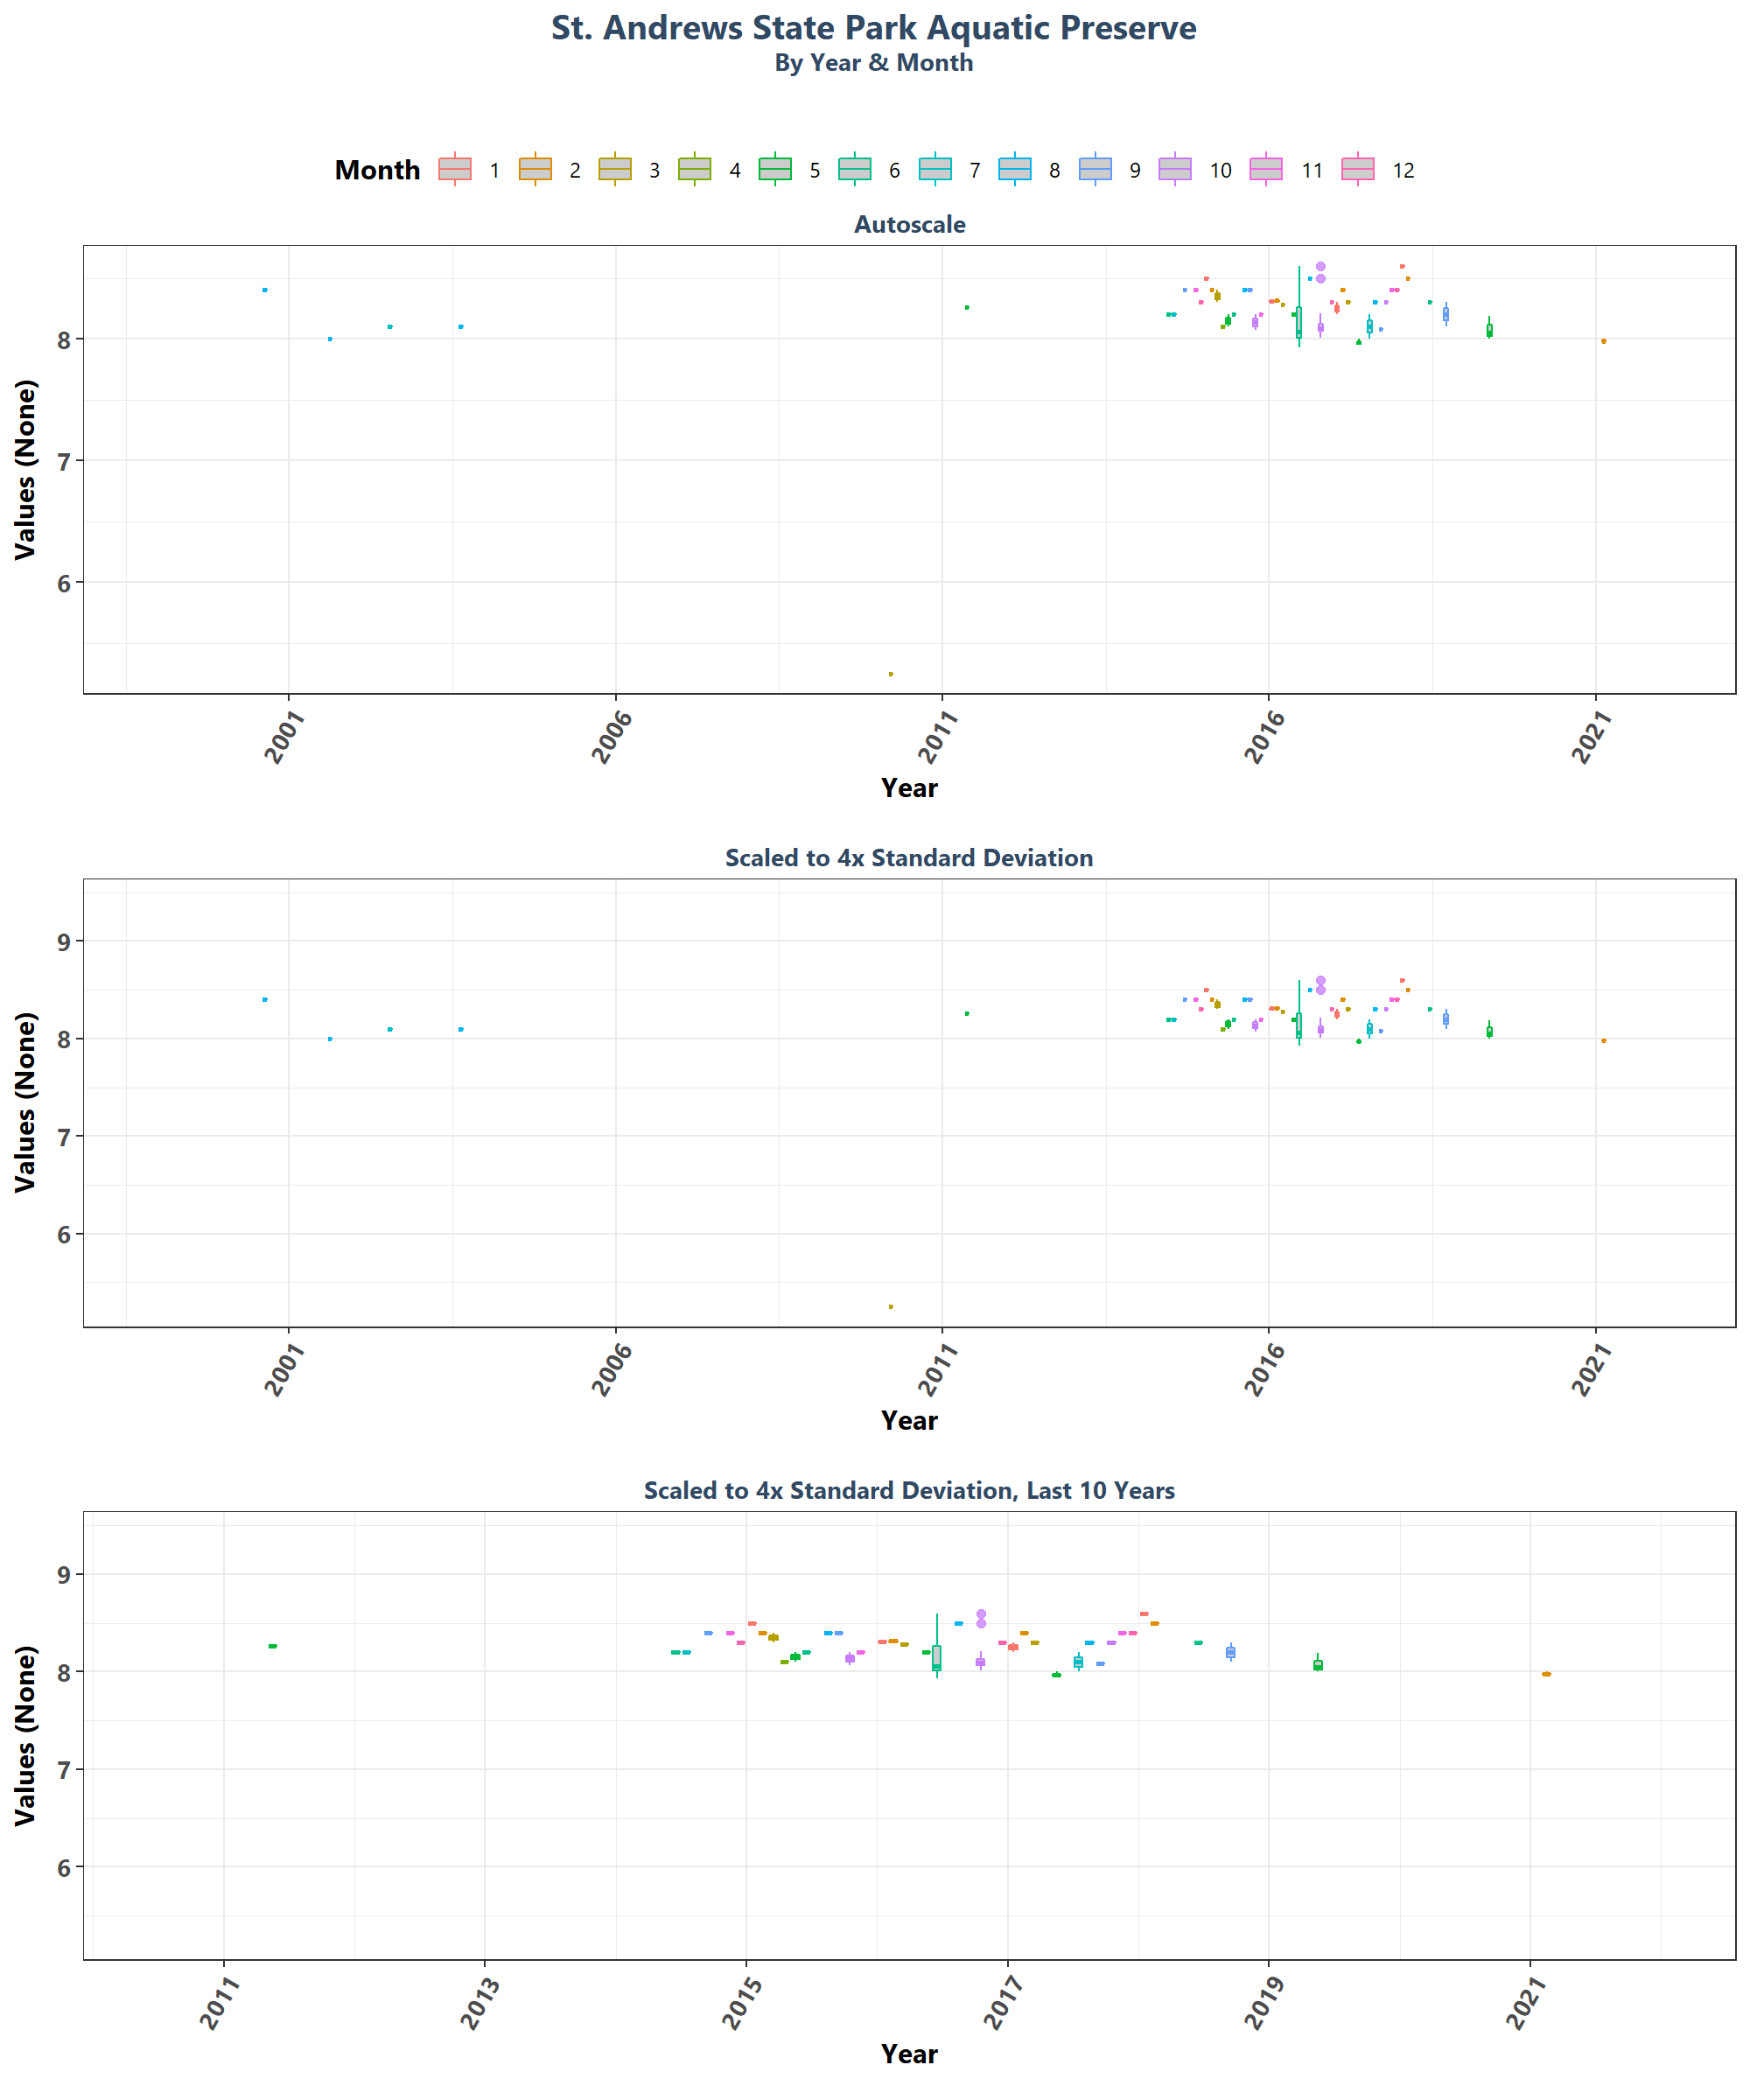 St. Andrews State Park Aquatic Preserve
By Year & Month
Month 1 2 3 4 5 6 7 8 9 10 11 12
Autoscale
Values (None)
8
7
6
2001 2006 2011 2016 2021
Year
Scaled to 4x Standard Deviation
Values (None)
9
8
7
6
2001 2006 2011 2016 2021
Year
Scaled to 4x Standard Deviation, Last 10 Years
Values (None)
9
8
7
6
2011 2013 2015 2017 2019 2021
Year